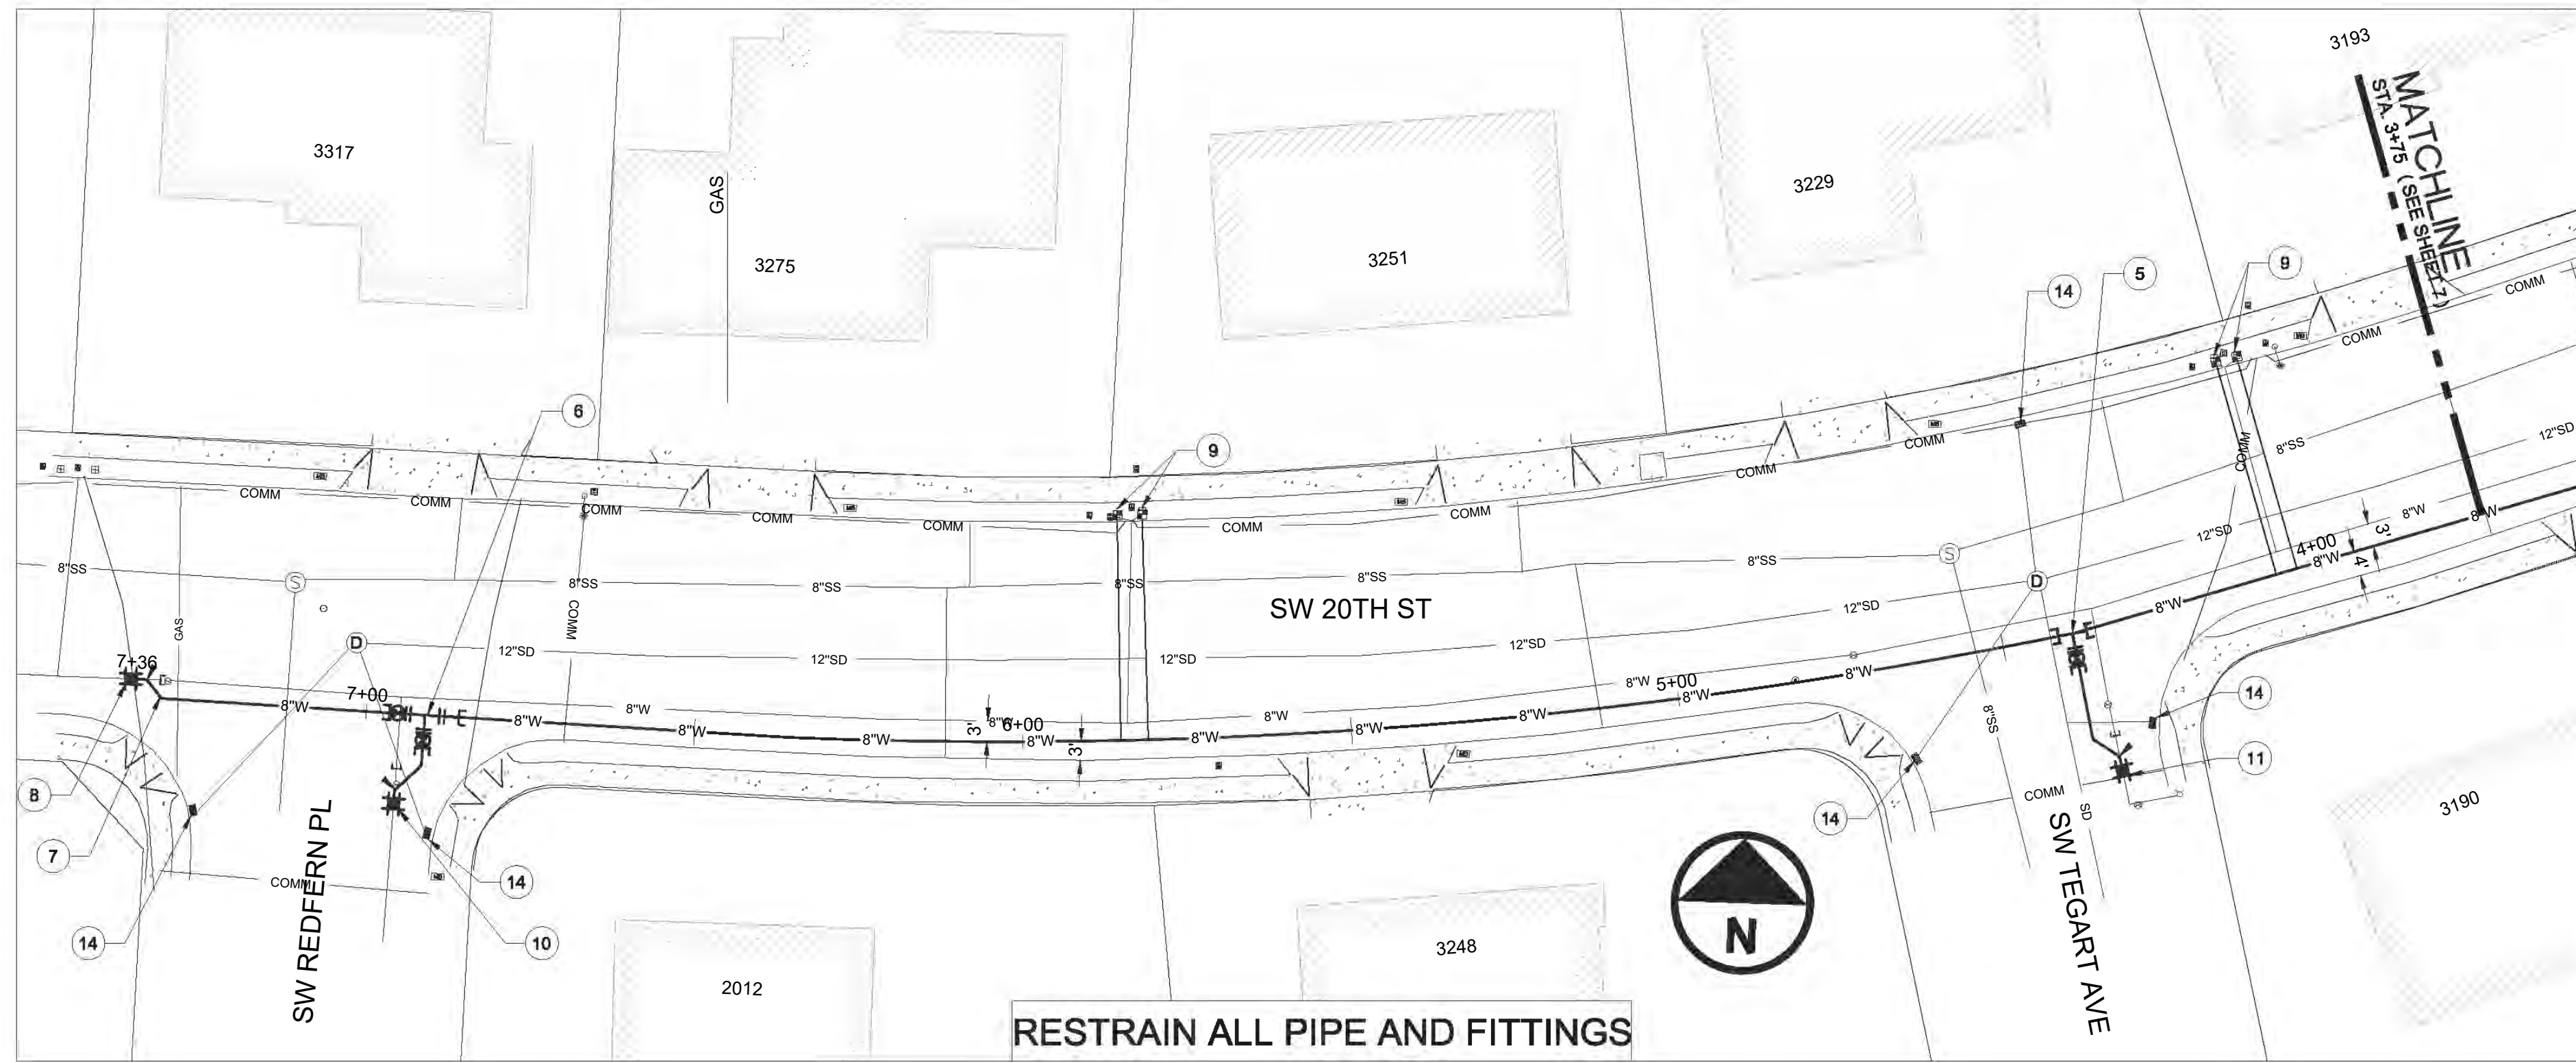 3193
MATCHLINE
STA. 3+75 (SEE SHEET 7)
3317
GAS
3229
3275
3251
9
5
14
COMM
COMM
6
COMM
9
COMM
COMM
COMM
COMM
COMM
COMM
COMM
COMM
COMM
COMM
8"SS
12"SD
8"SS
8"SS
8"SS
8"SS
8"SS
8"SS
S
S
D
12"SD
4+00
8"W
8"W
8"W
3'
4'
SW 20TH ST
COMM
GAS
D
12"SD
12"SD
12"SD
12"SD
12"SD
8"W
7+36
7+00
8"W
8"W
8"W
8"W
8"W
3'
8"W
6+00
8"W
3'
8"W
8"W
8"W
8"W
8"W
5+00
8"W
8"W
8"SS
14
11
8
7
14
10
14
14
COMM
COMM
SD
SW REDFERN PL
SW TEGART AVE
3190
2012
3248
N
RESTRAIN ALL PIPE AND FITTINGS